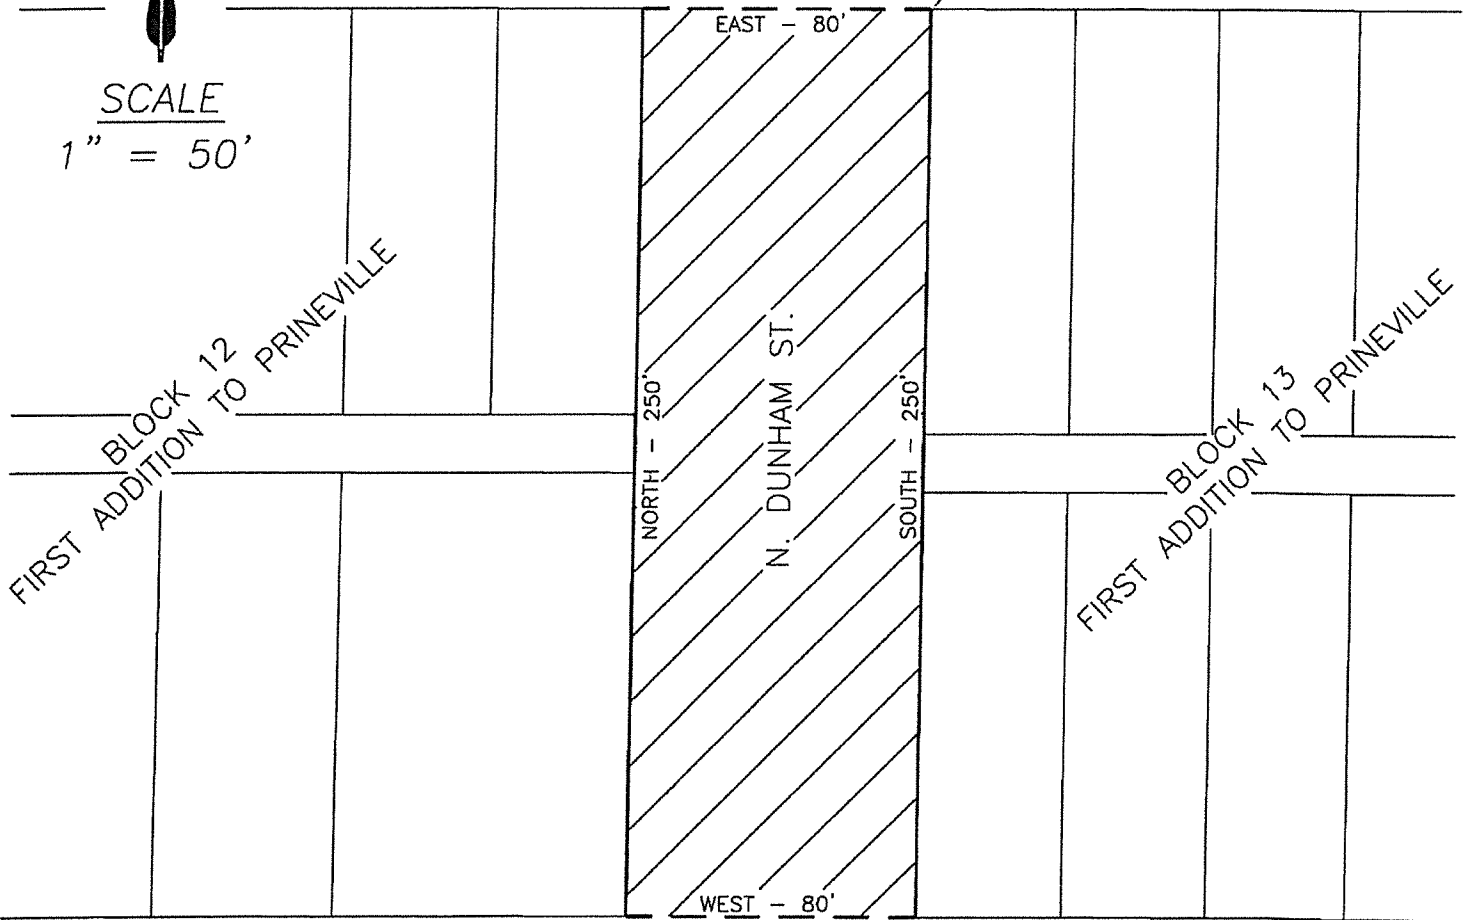 EAST - 80'
SCALE
1" = 50'
BLOCK 12
FIRST ADDITION TO PRINEVILLE
NORTH - 250'
N. DUNHAM ST.
SOUTH - 250'
BLOCK 13
FIRST ADDITION TO PRINEVILLE
WEST - 80'